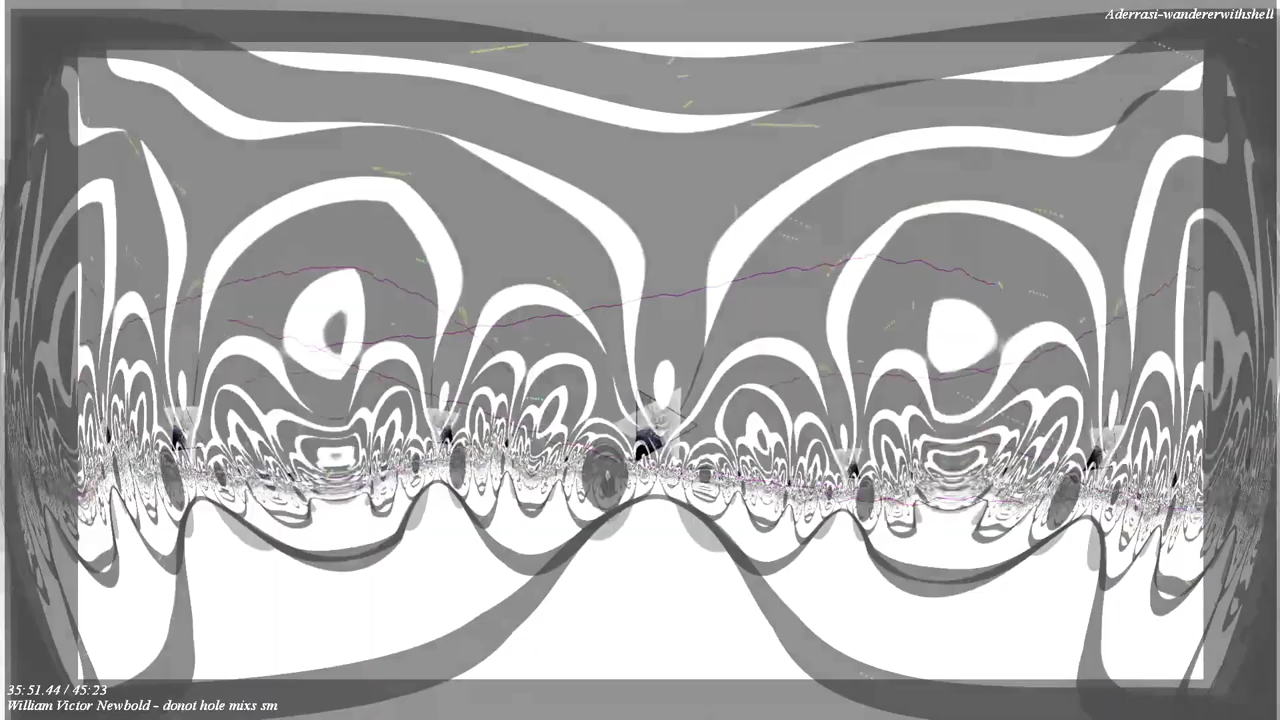 Aderrasi-wandererwithshell
35:51.44 / 45:23
William Victor Newbold - donot hole mixs sm